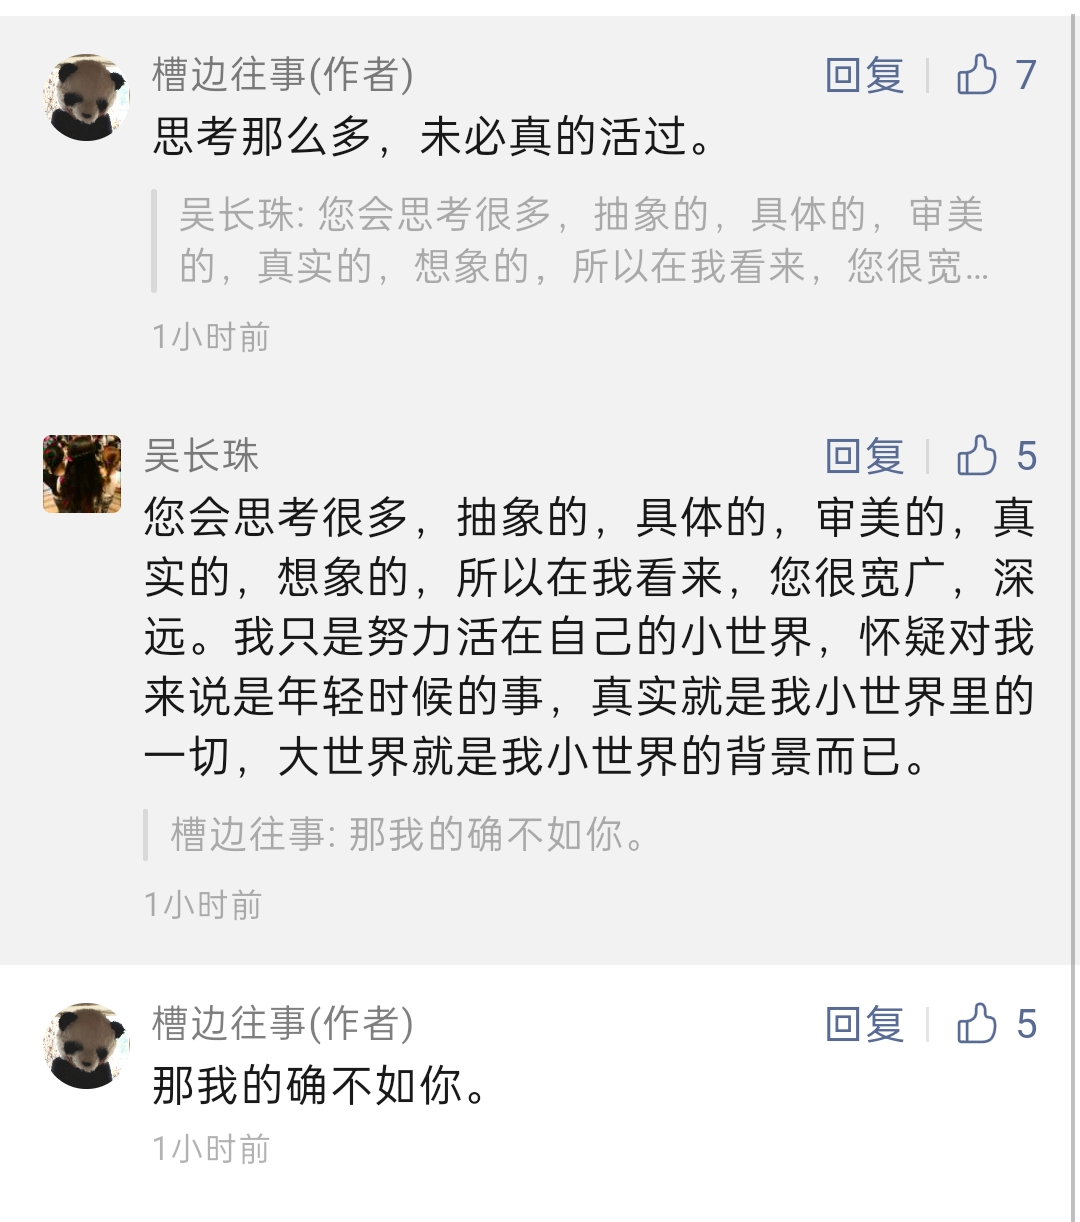 槽边往事(作者) 回复 7
思考那么多，未必真的活过。
吴长珠: 您会思考很多，抽象的，具体的，审美
的，真实的，想象的，所以在我看来，您很宽...
1小时前
吴长珠 回复 5
您会思考很多，抽象的，具体的，审美的，真
实的，想象的，所以在我看来，您很宽广，深
远。我只是努力活在自己的小世界，怀疑对我
来说是年轻时候的事，真实就是我小世界里的
一切，大世界就是我小世界的背景而已。
槽边往事: 那我的确不如你。
1小时前
槽边往事(作者) 回复 5
那我的确不如你。
1小时前